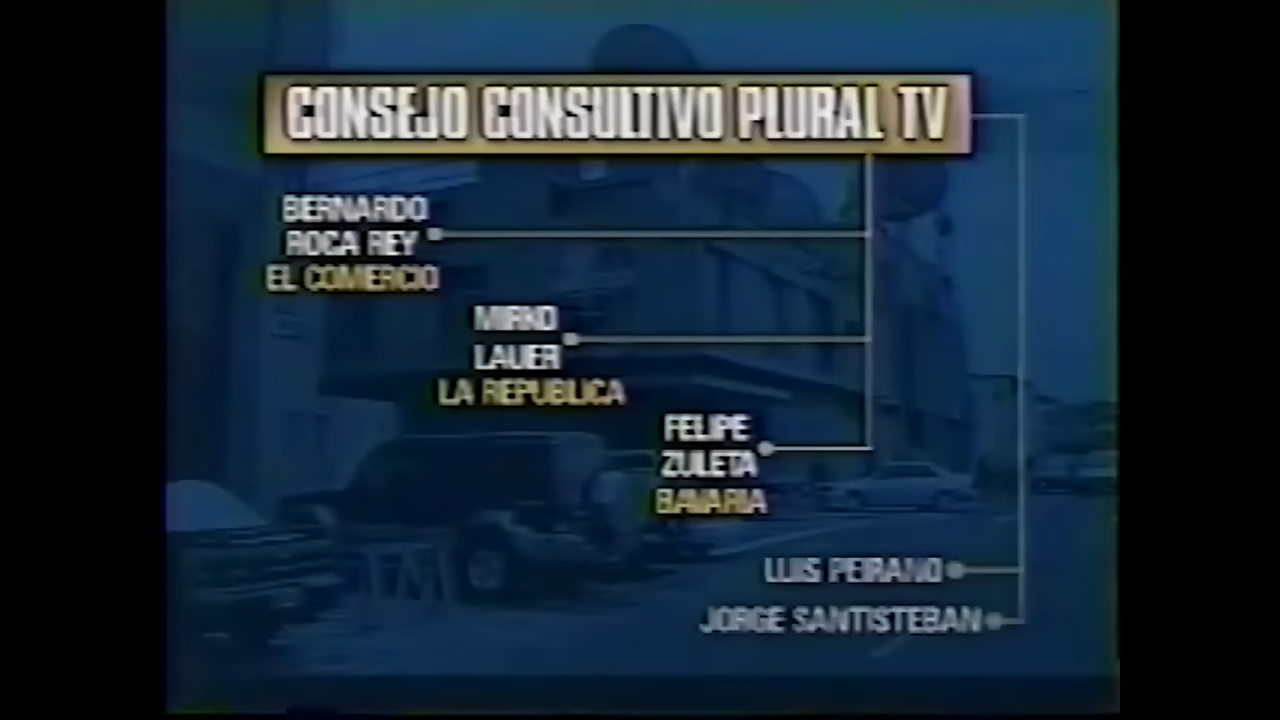 CONSEJO CONSULTIVO PLURAL TV
BERNARDO
ROCA REY
EL COMERCIO
MIRKO
LAUER
LA REPUBLICA
FELIPE
ZULETA
BAVARIA
LUIS PEIRANO
JORGE SANTISTEBAN